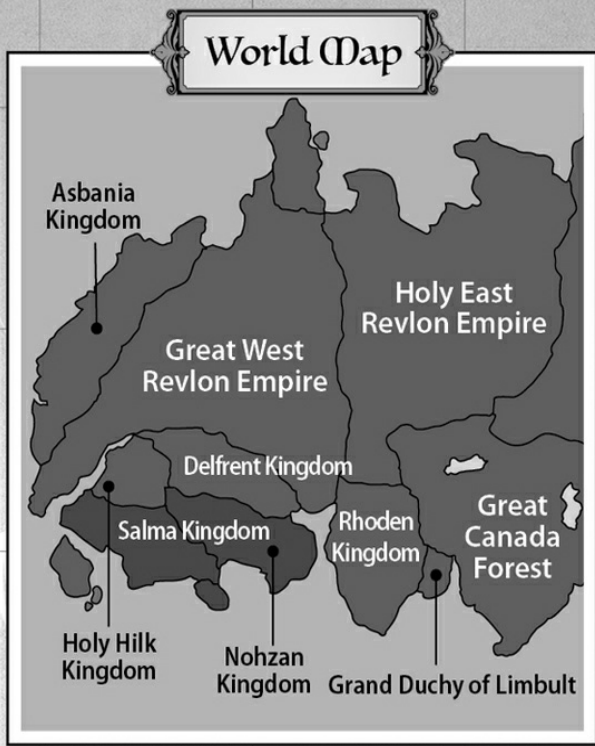 World Map
Asbania
Kingdom
Holy East
Revlon Empire
Great West
Revlon Empire
Delfrent Kingdom
Great
Canada
Forest
Rhoden
Kingdom
Salma Kingdom
Holy Hilk
Kingdom
Nohzan
Kingdom
Grand Duchy of Limbult